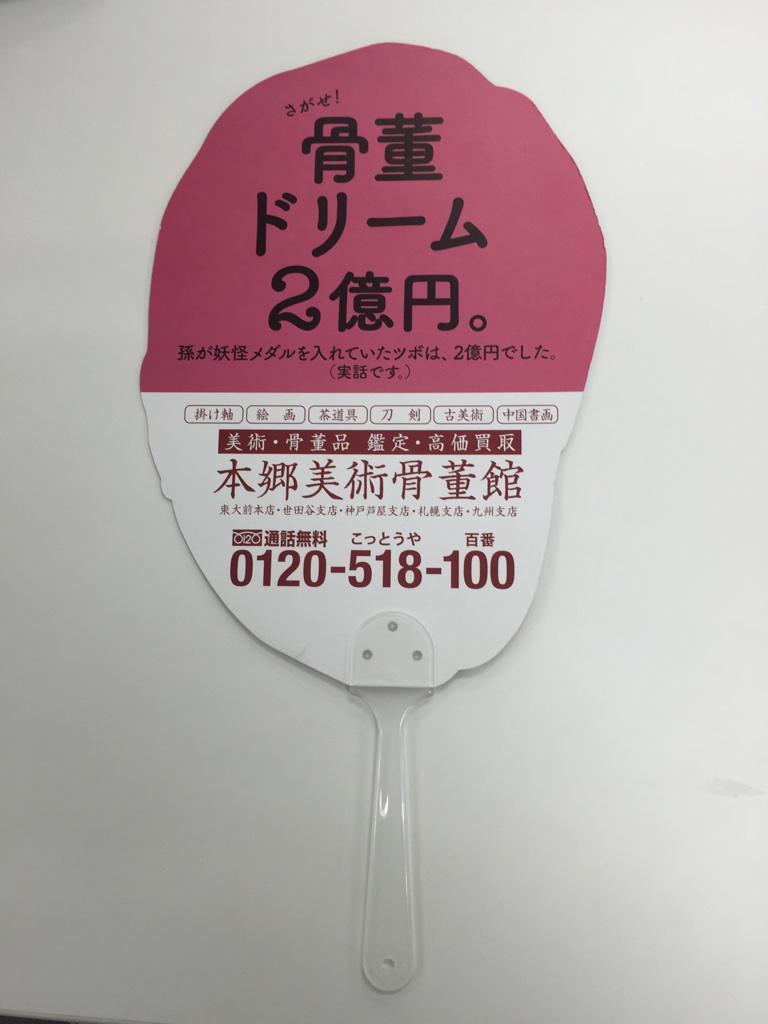 さがせ!
骨董
ドリーム
2億円。
孫が妖怪メダルを入れていたツボは、2億円でした。
(実話です。)
掛け軸 絵画 茶道具 刀剣 古美術 中国書画
美術・骨董品 鑑定・高価買取
本郷美術骨董館
東大前本店・世田谷支店・神戸芦屋支店・札幌支店・九州支店
0120 通話無料 こっとうや 百番
0120-518-100